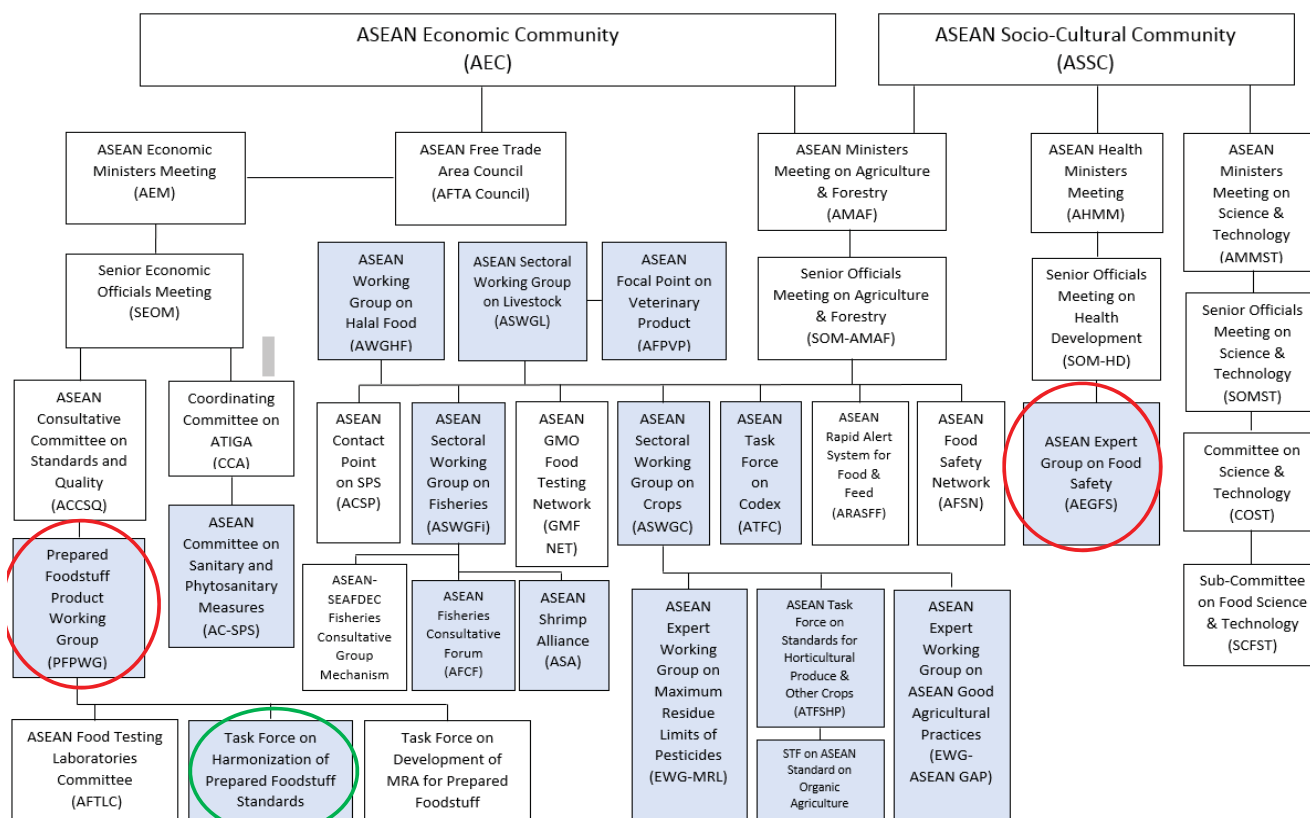 ASEAN Economic Community
(AEC)
ASEAN Socio-Cultural Community
(ASSC)
ASEAN Economic
Ministers Meeting
(AEM)
ASEAN Free Trade
Area Council
(AFTA Council)
ASEAN Ministers
Meeting on Agriculture
& Forestry
(AMAF)
ASEAN Health
Ministers
Meeting
(AHMM)
ASEAN
Ministers
Meeting on
Science &
Technology
(AMMST)
Senior Economic
Officials Meeting
(SEOM)
ASEAN
Working
Group on
Halal Food
(AWGHF)
ASEAN Sectoral
Working Group
on Livestock
(ASWGL)
ASEAN
Focal Point on
Veterinary
Product
(AFPVP)
Senior Officials
Meeting on Agriculture
& Forestry
(SOM-AMAF)
Senior Officials
Meeting on
Health
Development
(SOM-HD)
Senior Officials
Meeting on
Science &
Technology
(SOMST)
ASEAN
Consultative
Committee on
Standards and
Quality
(ACCSQ)
Coordinating
Committee on
ATIGA
(CCA)
ASEAN
Contact
Point
on SPS
(ACSP)
ASEAN
Sectoral
Working
Group on
Fisheries
(ASWGFi)
ASEAN
GMO
Food
Testing
Network
(GMF
NET)
ASEAN
Sectoral
Working
Group on
Crops
(ASWGC)
ASEAN
Task
Force
on
Codex
(ATFC)
ASEAN
Rapid Alert
System for
Food &
Feed
(ARASFF)
ASEAN
Food
Safety
Network
(AFSN)
ASEAN Expert
Group on Food
Safety
(AEGFS)
Committee on
Science &
Technology
(COST)
Prepared
Foodstuff
Product
Working
Group
(PFPWG)
ASEAN
Committee on
Sanitary and
Phytosanitary
Measures
(AC-SPS)
ASEAN-
SEAFDEC
Fisheries
Consultative
Group
Mechanism
ASEAN
Fisheries
Consultative
Forum
(AFCF)
ASEAN
Shrimp
Alliance
(ASA)
ASEAN
Expert
Working
Group on
Maximum
Residue
Limits of
Pesticides
(EWG-MRL)
ASEAN Task
Force on
Standards for
Horticultural
Produce &
Other Crops
(ATFSHP)
ASEAN
Expert
Working
Group on
ASEAN Good
Agricultural
Practices
(EWG-
ASEAN GAP)
Sub-Committee
on Food Science
& Technology
(SCFST)
ASEAN Food Testing
Laboratories
Committee
(AFTLC)
Task Force on
Harmonization of
Prepared Foodstuff
Standards
Task Force on
Development of
MRA for Prepared
Foodstuff
STF on ASEAN
Standard on
Organic
Agriculture